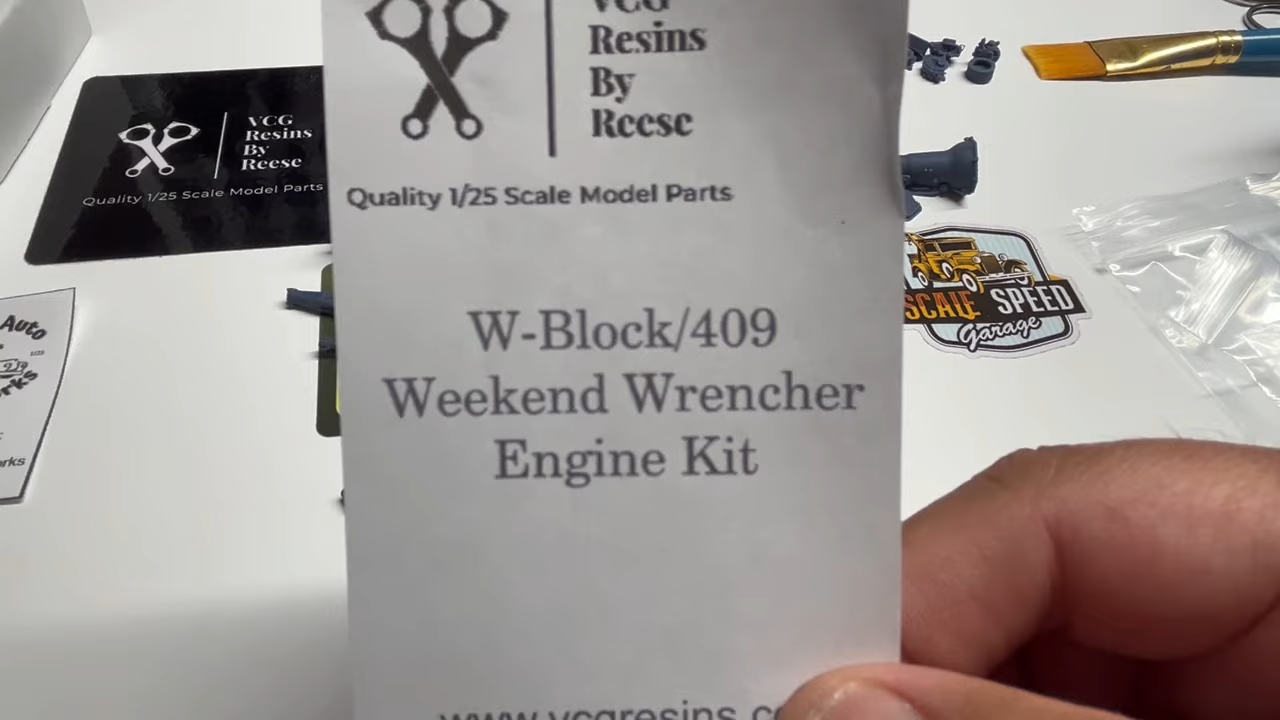 VCG
Resins
By
Reese
Quality 1/25 Scale Model Parts
W-Block/409
Weekend Wrencher
Engine Kit
VCG
Resins
By
Reese
Quality 1/25 Scale Model Parts
SCALE SPEED
Garage
Auto